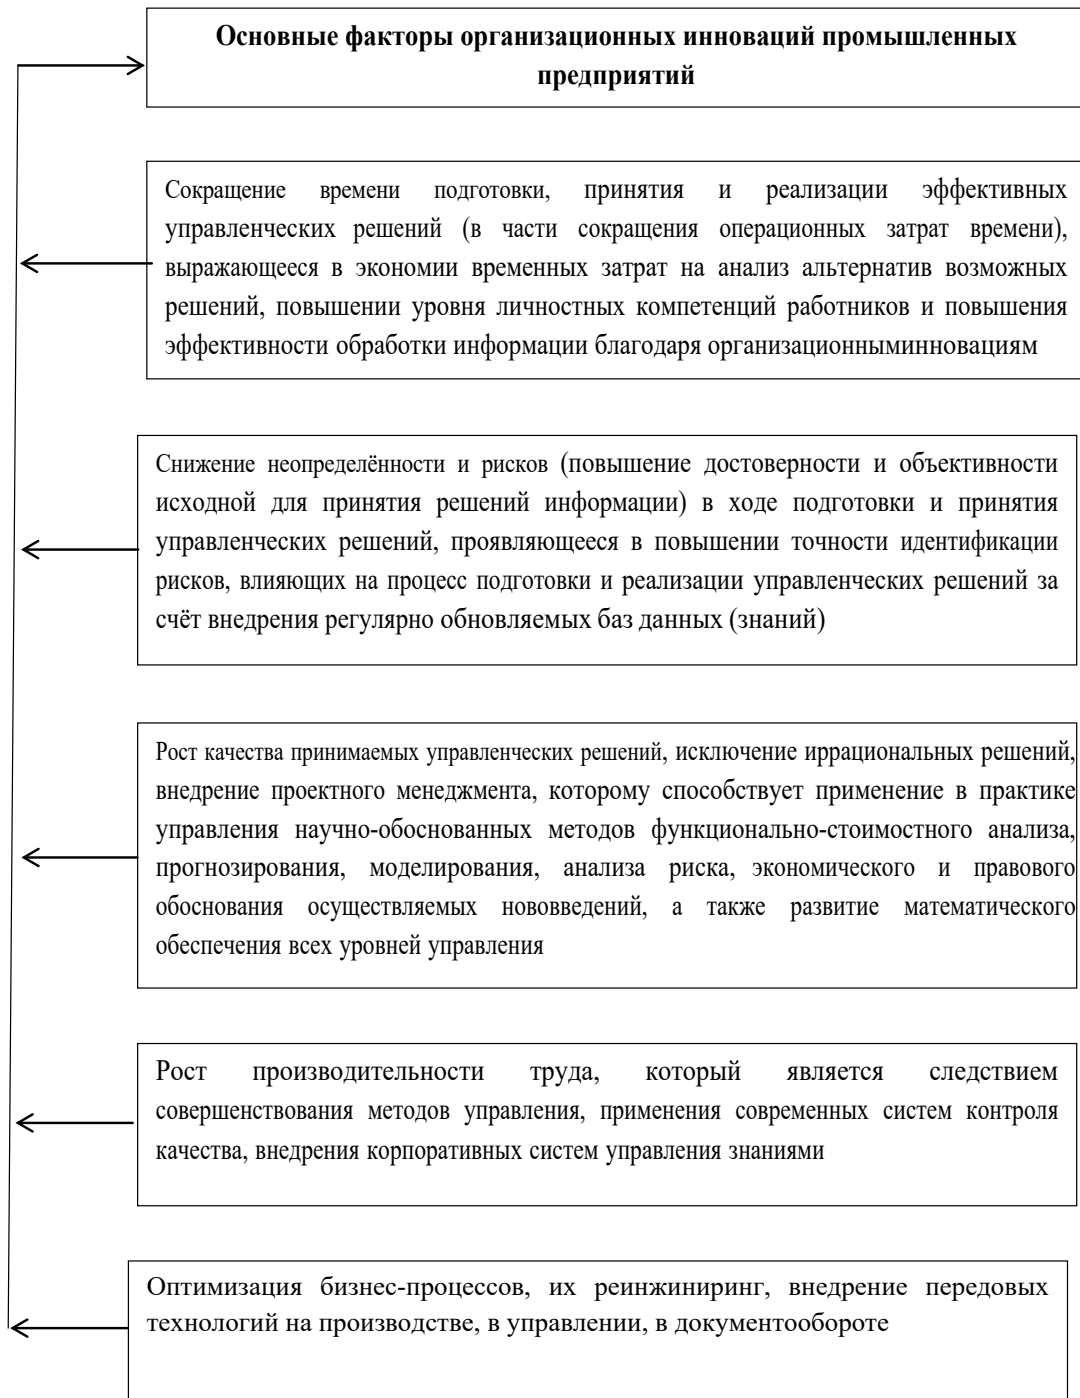 Основные факторы организационных инноваций промышленных
предприятий
Сокращение времени подготовки, принятия и реализации эффективных
управленческих решений (в части сокращения операционных затрат времени),
выражающееся в экономии временных затрат на анализ альтернатив возможных
решений, повышении уровня личностных компетенций работников и повышения
эффективности обработки информации благодаря организационныминновациям
Снижение неопределённости и рисков (повышение достоверности и объективности
исходной для принятия решений информации) в ходе подготовки и принятия
управленческих решений, проявляющееся в повышении точности идентификации
рисков, влияющих на процесс подготовки и реализации управленческих решений за
счёт внедрения регулярно обновляемых баз данных (знаний)
Рост качества принимаемых управленческих решений, исключение иррациональных решений,
внедрение проектного менеджмента, которому способствует применение в практике
управления научно-обоснованных методов функционально-стоимостного анализа,
прогнозирования, моделирования, анализа риска, экономического и правового
обоснования осуществляемых нововведений, а также развитие математического
обеспечения всех уровней управления
Рост производительности труда, который является следствием
совершенствования методов управления, применения современных систем контроля
качества, внедрения корпоративных систем управления знаниями
Оптимизация бизнес-процессов, их реинжиниринг, внедрение передовых
технологий на производстве, в управлении, в документообороте